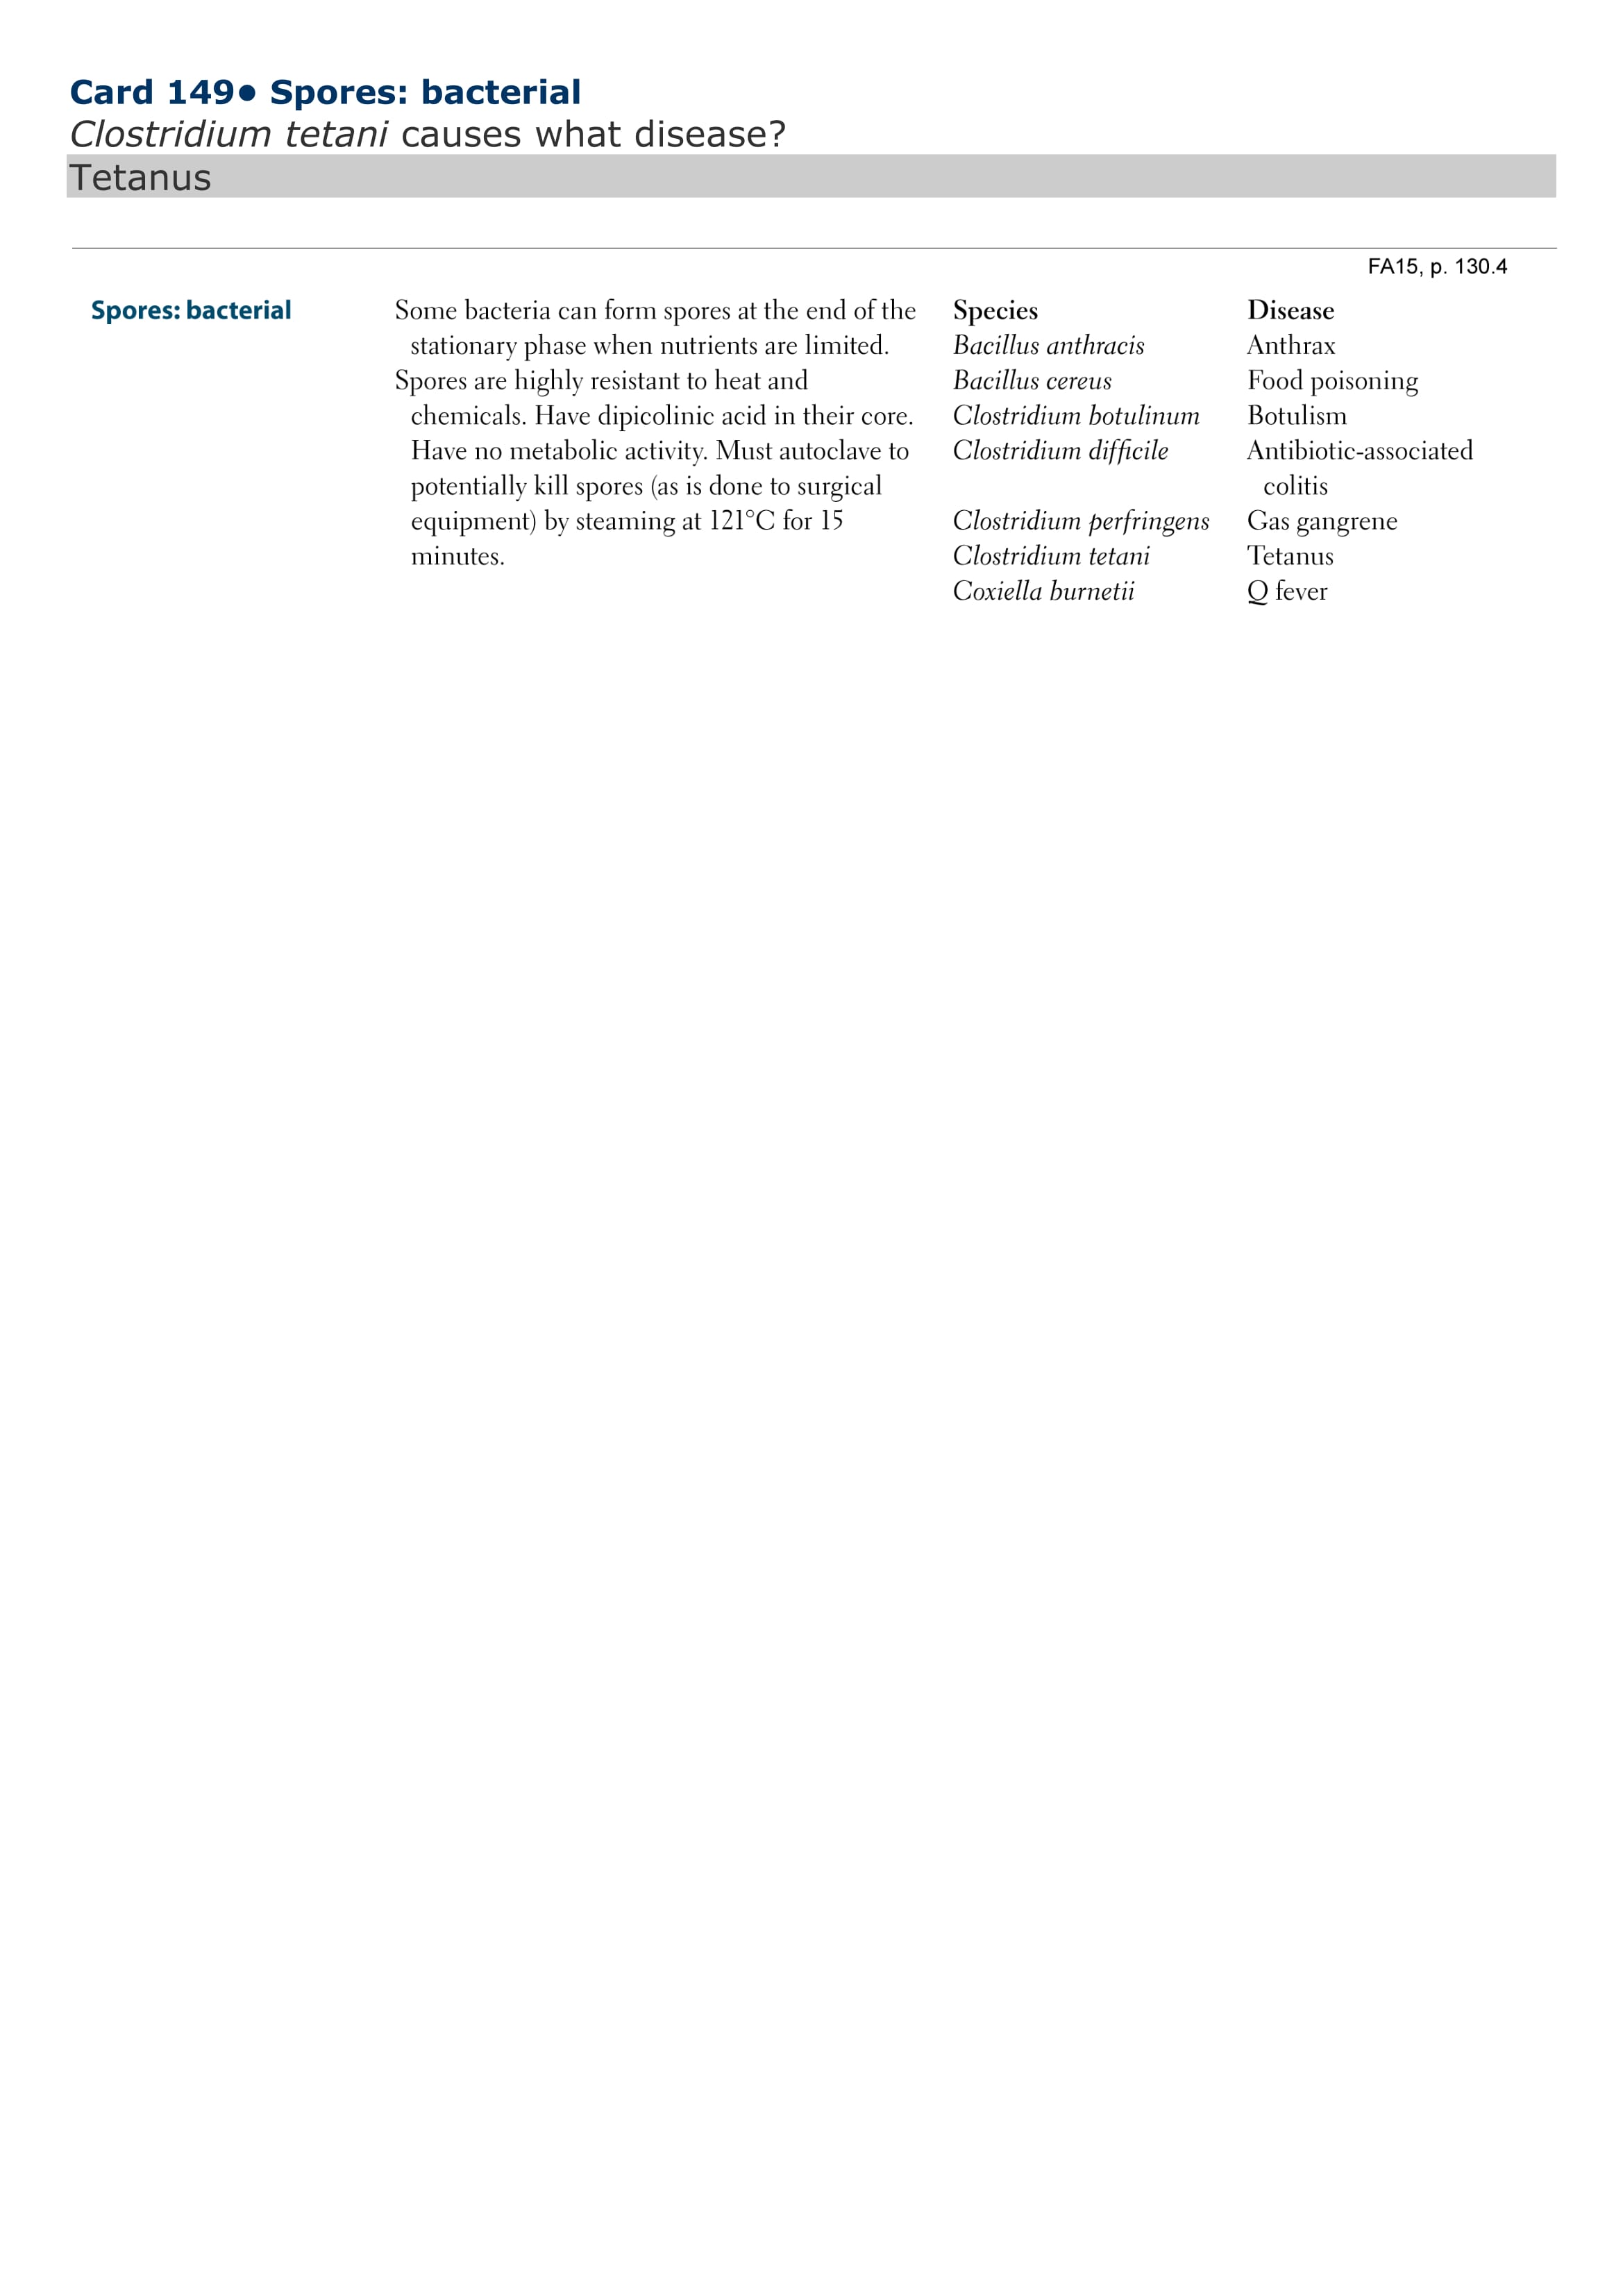 Card 149• Spores: bacterial
Clostridium tetani causes what disease?
Tetanus
FA15, p. 130.4
Spores: bacterial
Some bacteria can form spores at the end of the
stationary phase when nutrients are limited.
Spores are highly resistant to heat and
chemicals. Have dipicolinic acid in their core.
Have no metabolic activity. Must autoclave to
potentially kill spores (as is done to surgical
equipment) by steaming at 121°C for 15
minutes.
Species Disease
Bacillus anthracis Anthrax
Bacillus cereus Food poisoning
Clostridium botulinum Botulism
Clostridium difficile Antibiotic-associated
colitis
Clostridium perfringens Gas gangrene
Clostridium tetani Tetanus
Coxiella burnetii Q fever